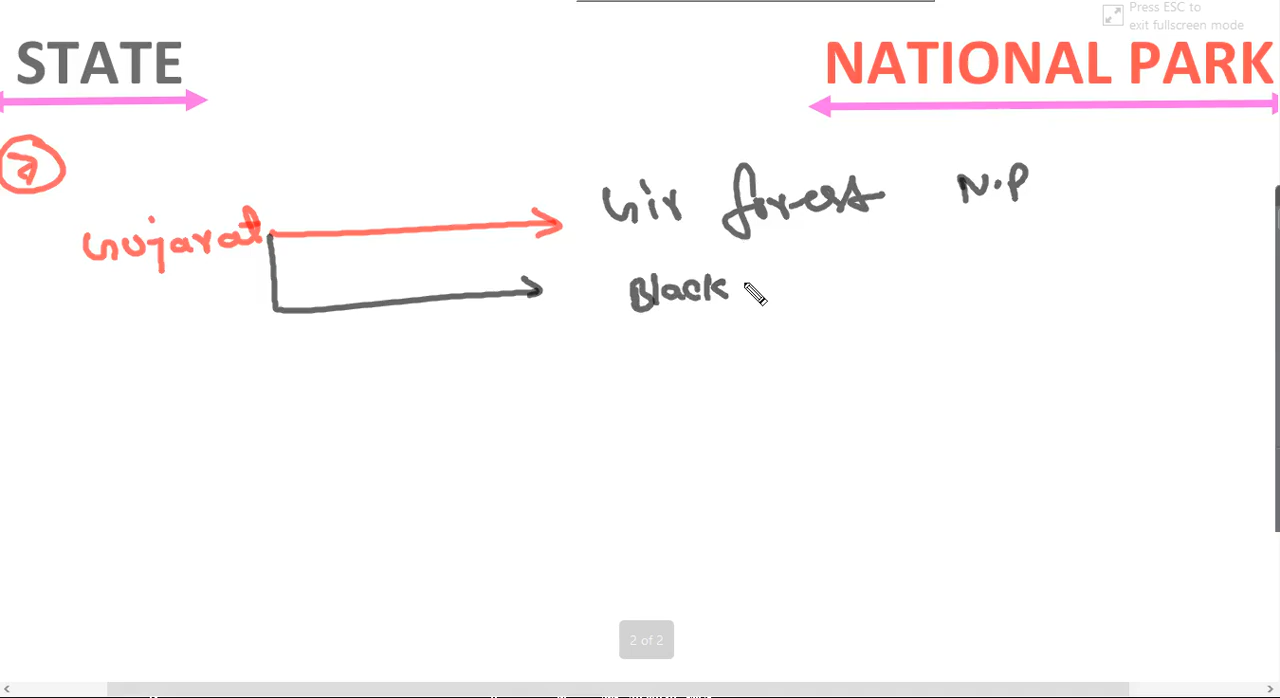 Press ESC to
exit fullscreen mode
STATE
NATIONAL PARK
7
Gir forest N.P
Gujarat
Black
2 of 2